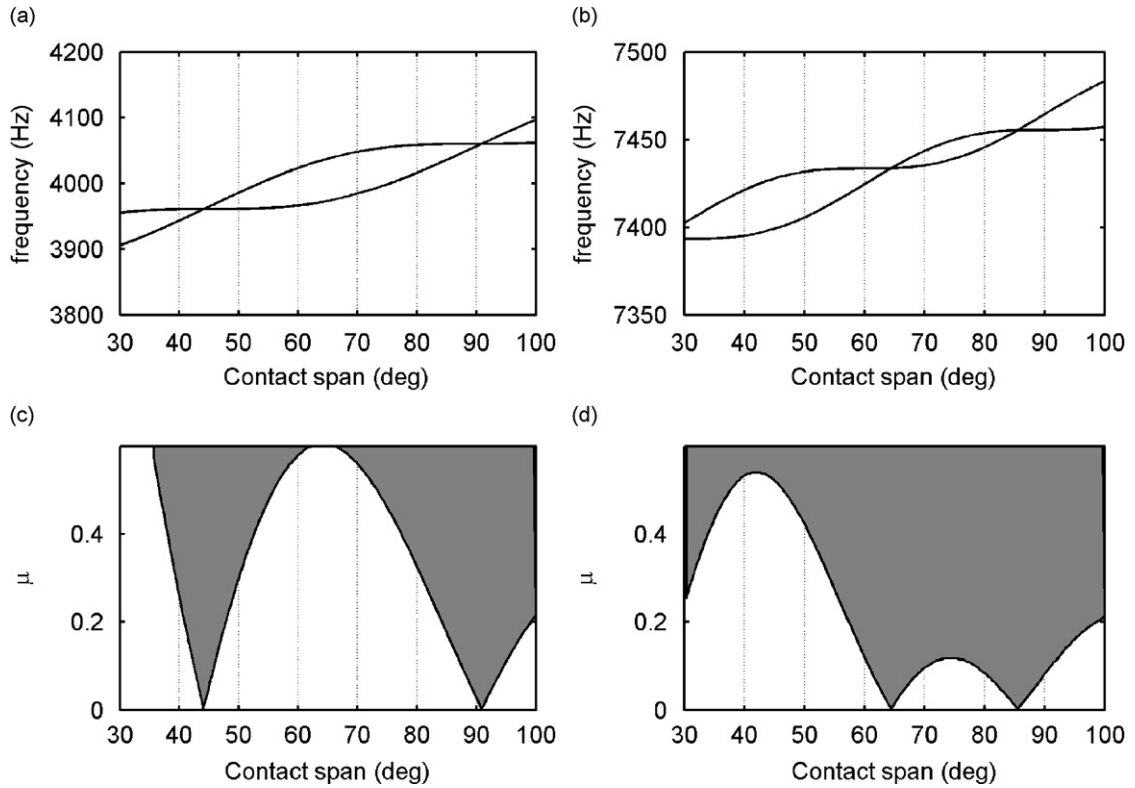 (a)
(b)
4200
4100
4000
3900
3800
frequency (Hz)
30 40 50 60 70 80 90 100
Contact span (deg)
7500
7450
7400
7350
frequency (Hz)
30 40 50 60 70 80 90 100
Contact span (deg)
(c)
(d)
0.4
0.2
0
μ
30 40 50 60 70 80 90 100
Contact span (deg)
0.4
0.2
0
μ
30 40 50 60 70 80 90 100
Contact span (deg)